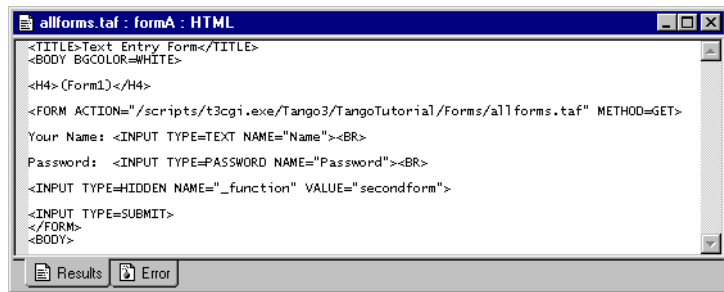 allforms.taf : formA : HTML
<TITLE>Text Entry Form</TITLE>
<BODY BGCOLOR=WHITE>
<H4>(Form1)</H4>
<FORM ACTION="/scripts/t3cgi.exe/Tango3/TangoTutorial/Forms/allforms.taf" METHOD=GET>
Your Name: <INPUT TYPE=TEXT NAME="Name"><BR>
Password:  <INPUT TYPE=PASSWORD NAME="Password"><BR>
<INPUT TYPE=HIDDEN NAME="_function" VALUE="secondform">
<INPUT TYPE=SUBMIT>
</FORM>
<BODY>
Results Error